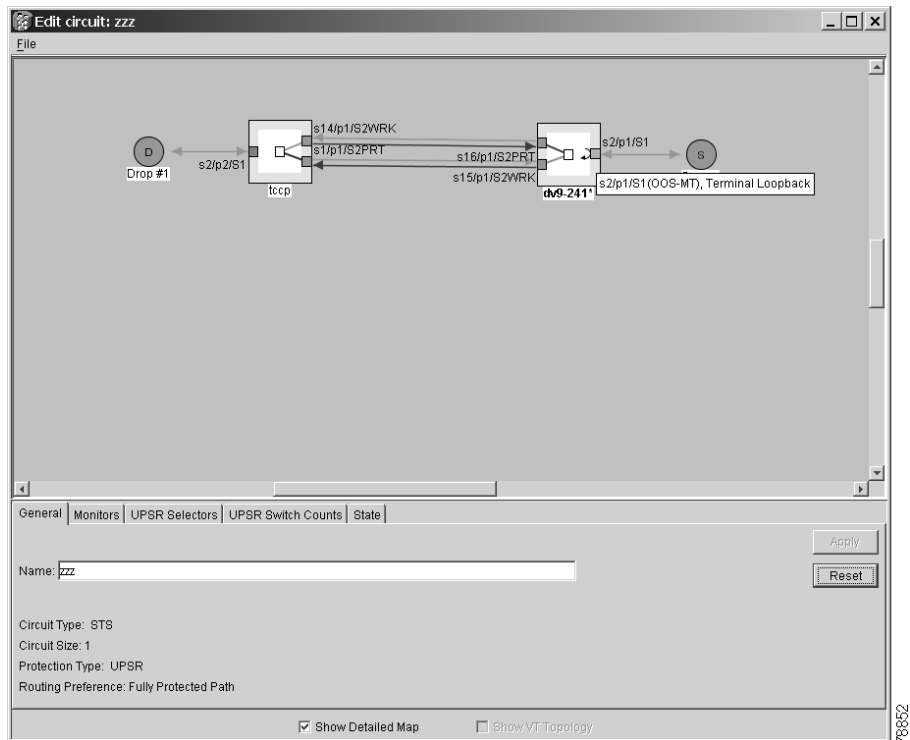 Edit circuit: zzz
File
s14/p1/S2WRK
s2/p1/S1
D
s1/p1/S2PRT
s16/p1/S2PRT
S
s2/p2/S1
Drop #1
s15/p1/S2WRK
s2/p1/S1(OOS-MT), Terminal Loopback
tccp
dv9-241*
General
Monitors
UPSR Selectors
UPSR Switch Counts
State
Apply
Name: zzz
Reset
Circuit Type: STS
Circuit Size: 1
Protection Type: UPSR
Routing Preference: Fully Protected Path
Show Detailed Map
Show VT Topology
78852